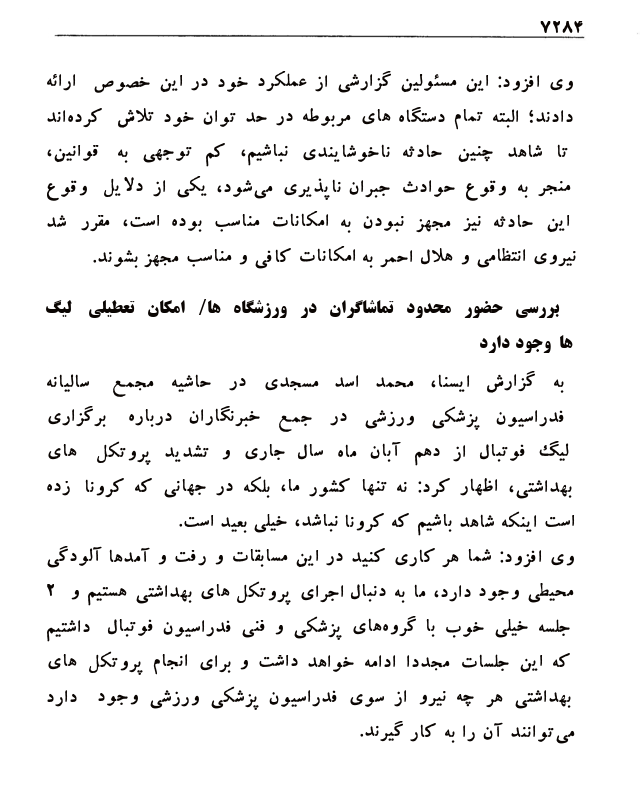 ۷۲۸۴
وی افزود: این مسئولین گزارشی از عملکرد خود در این خصوص ارائه
دادند؛ البته تمام دستگاه های مربوطه در حد توان خود تلاش کرده‌اند
تا شاهد چنین حادثه ناخوشایندی نباشیم، کم توجهی به قوانین،
منجر به وقوع حوادث جبران ناپذیری می‌شود، یکی از دلایل وقوع
این حادثه نیز مجهز نبودن به امکانات مناسب بوده است، مقرر شد
نیروی انتظامی و هلال احمر به امکانات کافی و مناسب مجهز بشوند.
بررسی حضور محدود تماشاگران در ورزشگاه ها/ امکان تعطیلی لیگ
ها وجود دارد
به گزارش ایسنا، محمد اسد مسجدی در حاشیه مجمع سالیانه
فدراسیون پزشکی ورزشی در جمع خبرنگاران درباره برگزاری
لیگ فوتبال از دهم آبان ماه سال جاری و تشدید پروتکل های
بهداشتی، اظهار کرد: نه تنها کشور ما، بلکه در جهانی که کرونا زده
است اینکه شاهد باشیم که کرونا نباشد، خیلی بعید است.
وی افزود: شما هر کاری کنید در این مسابقات و رفت و آمدها آلودگی
محیطی وجود دارد، ما به دنبال اجرای پروتکل های بهداشتی هستیم و ۲
جلسه خیلی خوب با گروه‌های پزشکی و فنی فدراسیون فوتبال داشتیم
که این جلسات مجددا ادامه خواهد داشت و برای انجام پروتکل های
بهداشتی هر چه نیرو از سوی فدراسیون پزشکی ورزشی وجود دارد
می‌توانند آن را به کار گیرند.